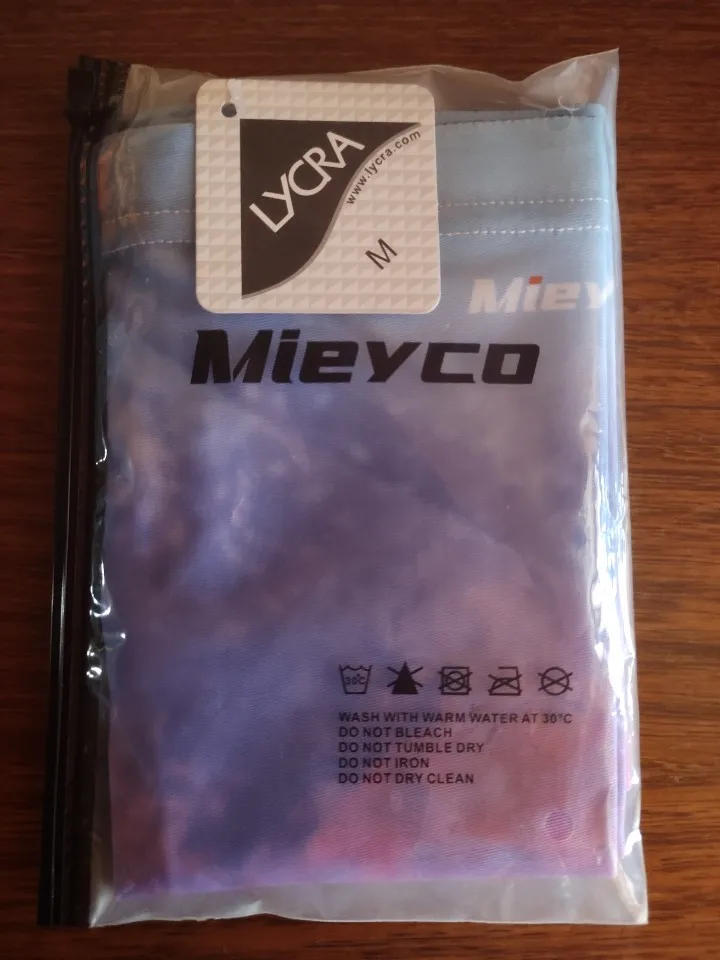 LYCRA
www.lycra.com
M
Miey
Mieyco
30°C
WASH WITH WARM WATER AT 30°C
DO NOT BLEACH
DO NOT TUMBLE DRY
DO NOT IRON
DO NOT DRY CLEAN